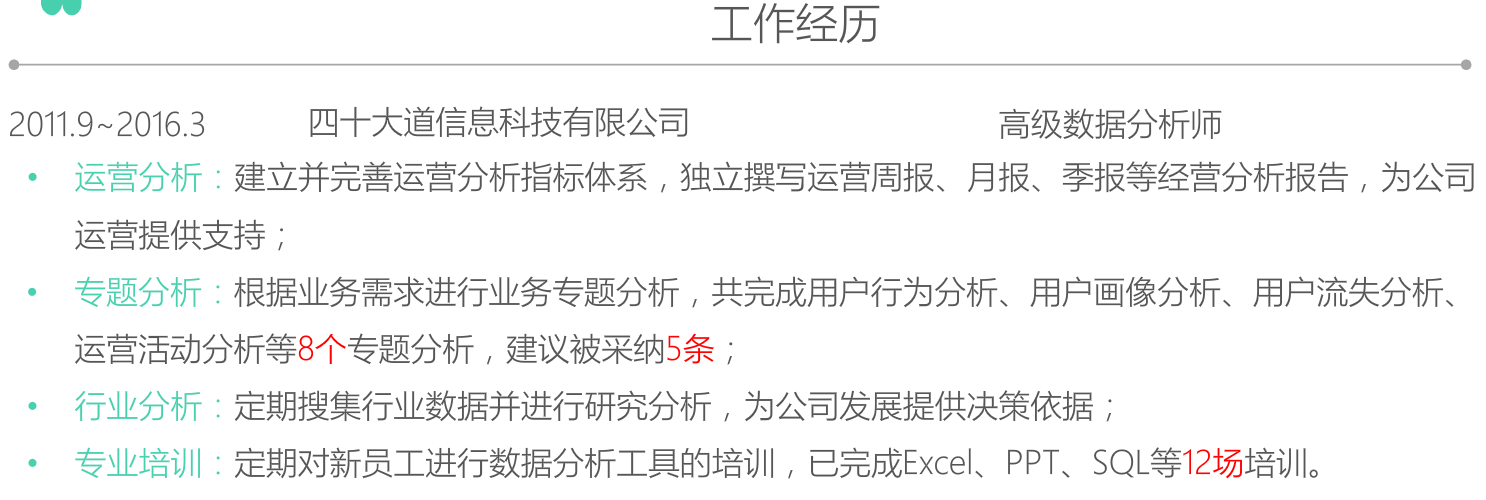 工作经历
2011.9~2016.3 四十大道信息科技有限公司 高级数据分析师
• 运营分析：建立并完善运营分析指标体系，独立撰写运营周报、月报、季报等经营分析报告，为公司
运营提供支持；
• 专题分析：根据业务需求进行业务专题分析，共完成用户行为分析、用户画像分析、用户流失分析、
运营活动分析等8个专题分析，建议被采纳5条；
• 行业分析：定期搜集行业数据并进行研究分析，为公司发展提供决策依据；
• 专业培训：定期对新员工进行数据分析工具的培训，已完成Excel、PPT、SQL等12场培训。